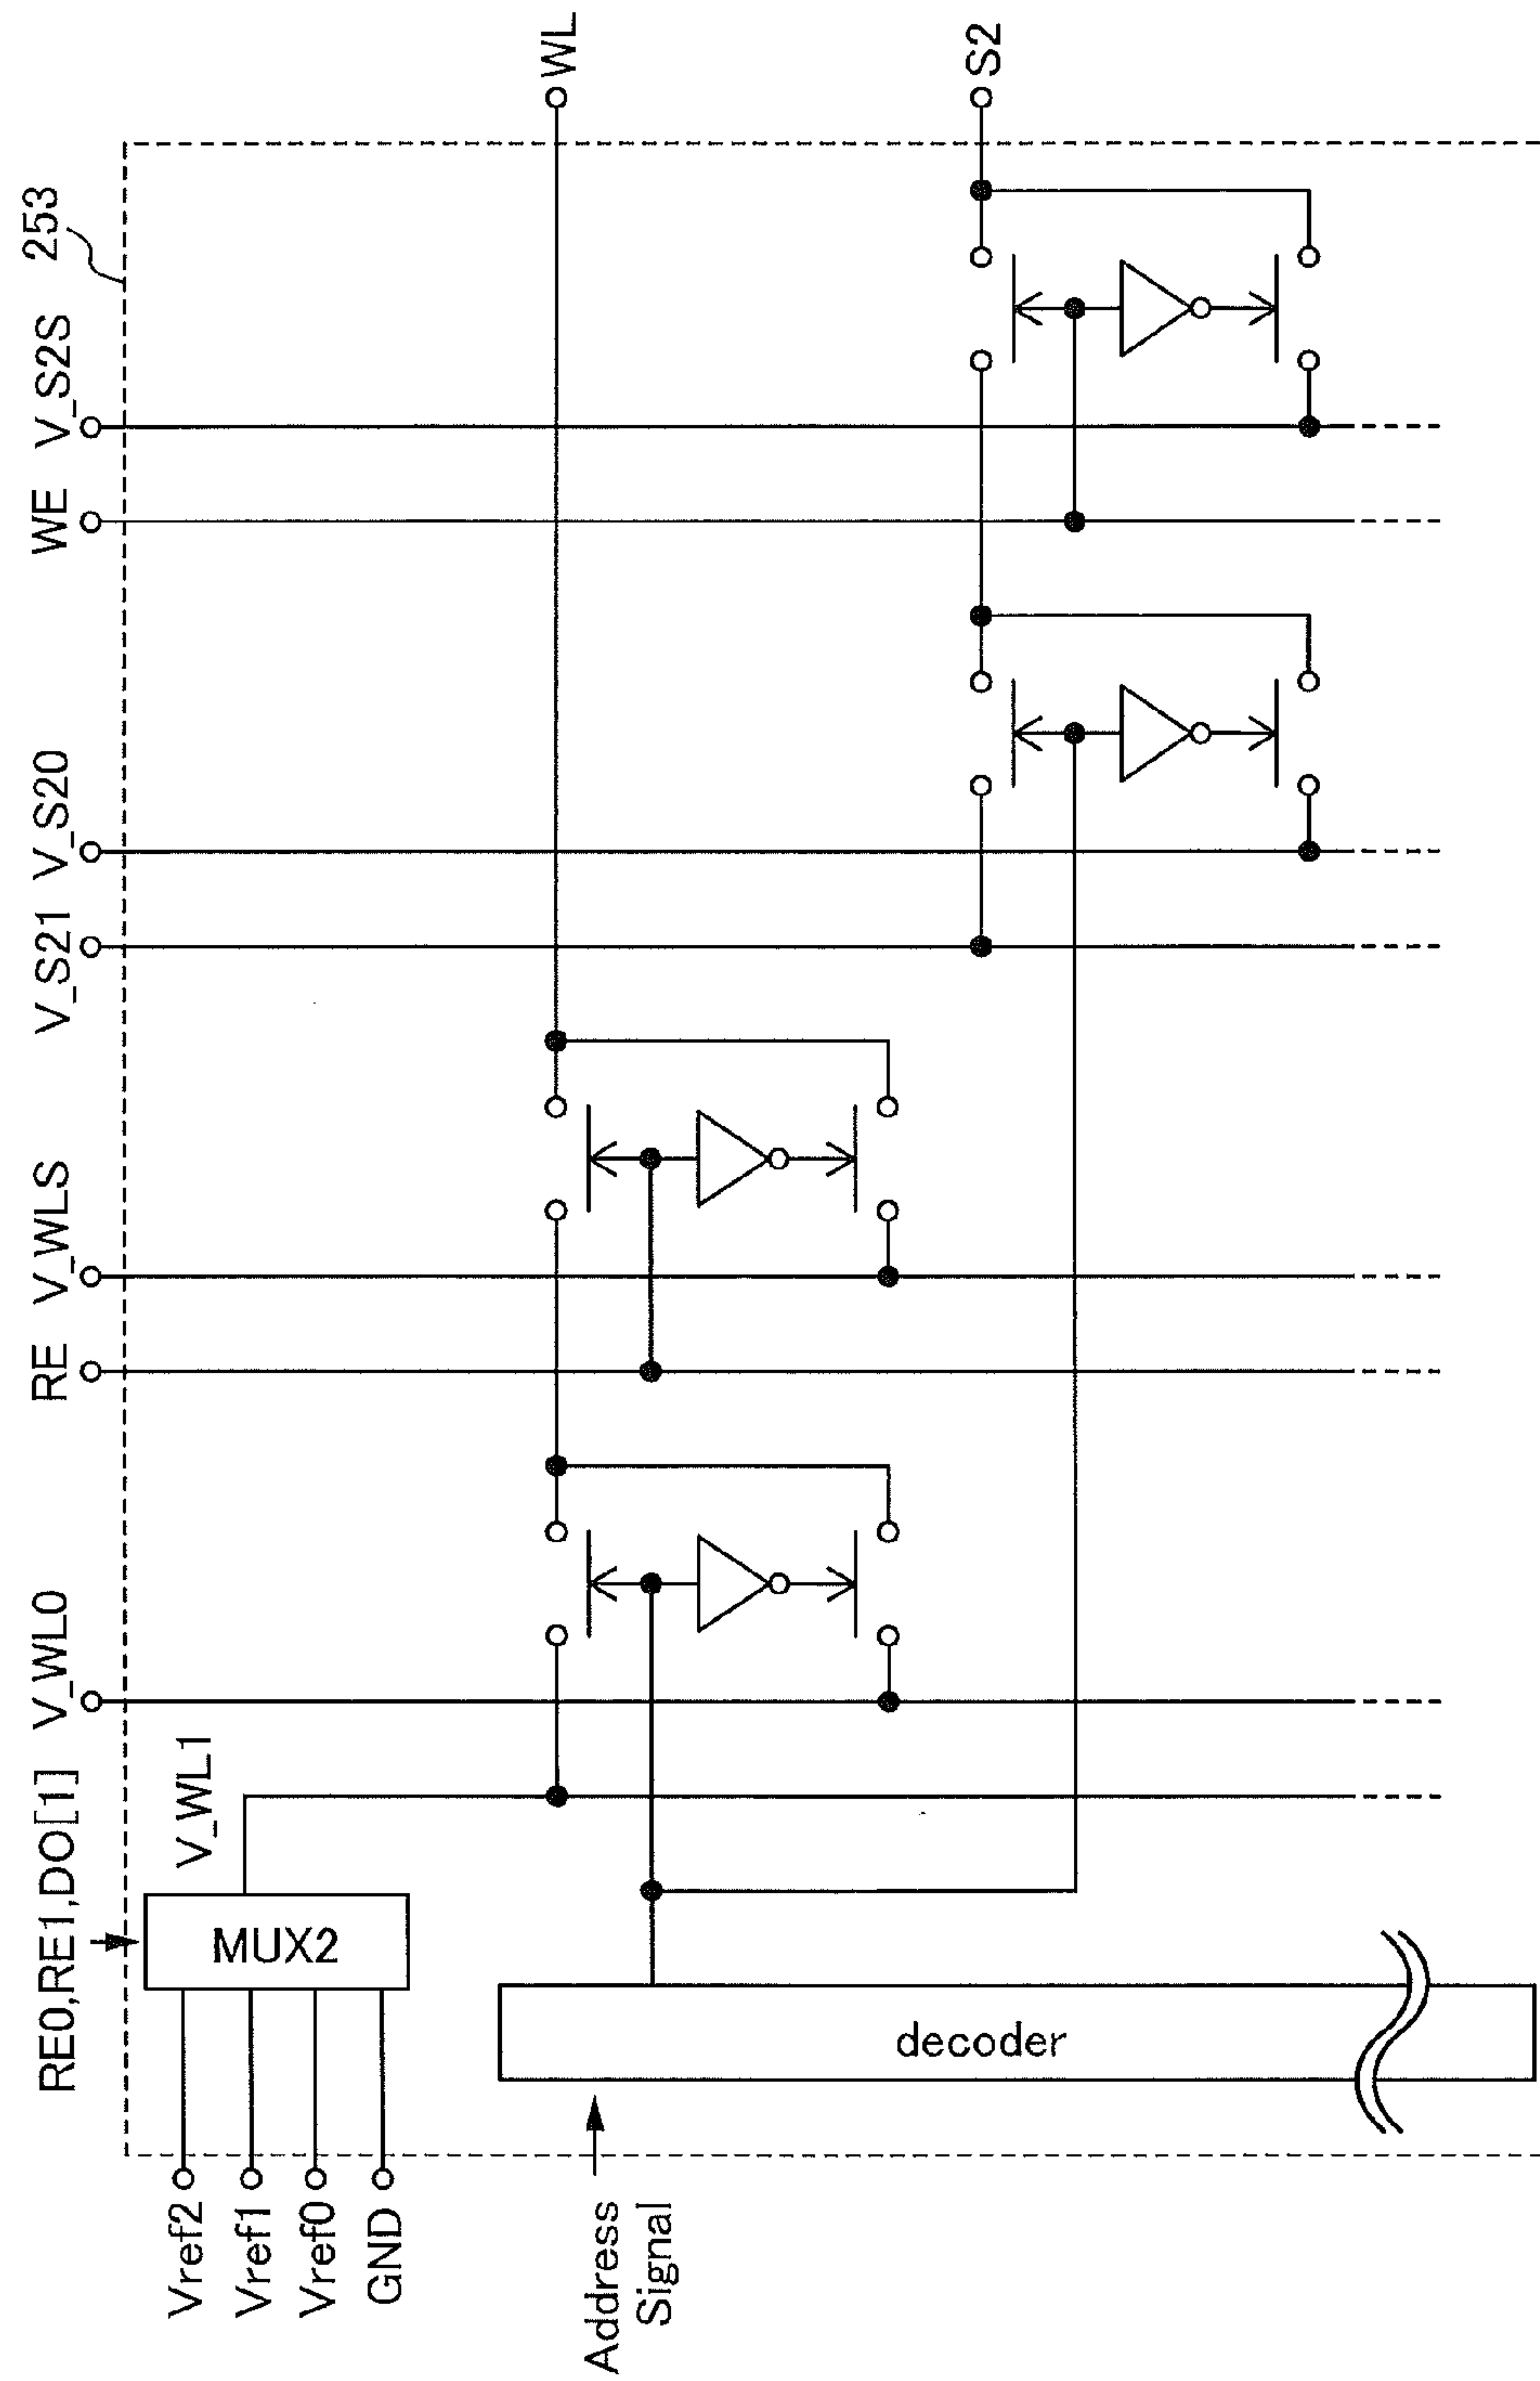 RE0,RE1,DO[1]
V_WL0
RE
V_WLS
V_S21
V_S20
WE
V_S2S
253
V_WL1
MUX2
Vref2
Vref1
Vref0
GND
WL
Address
Signal
decoder
S2